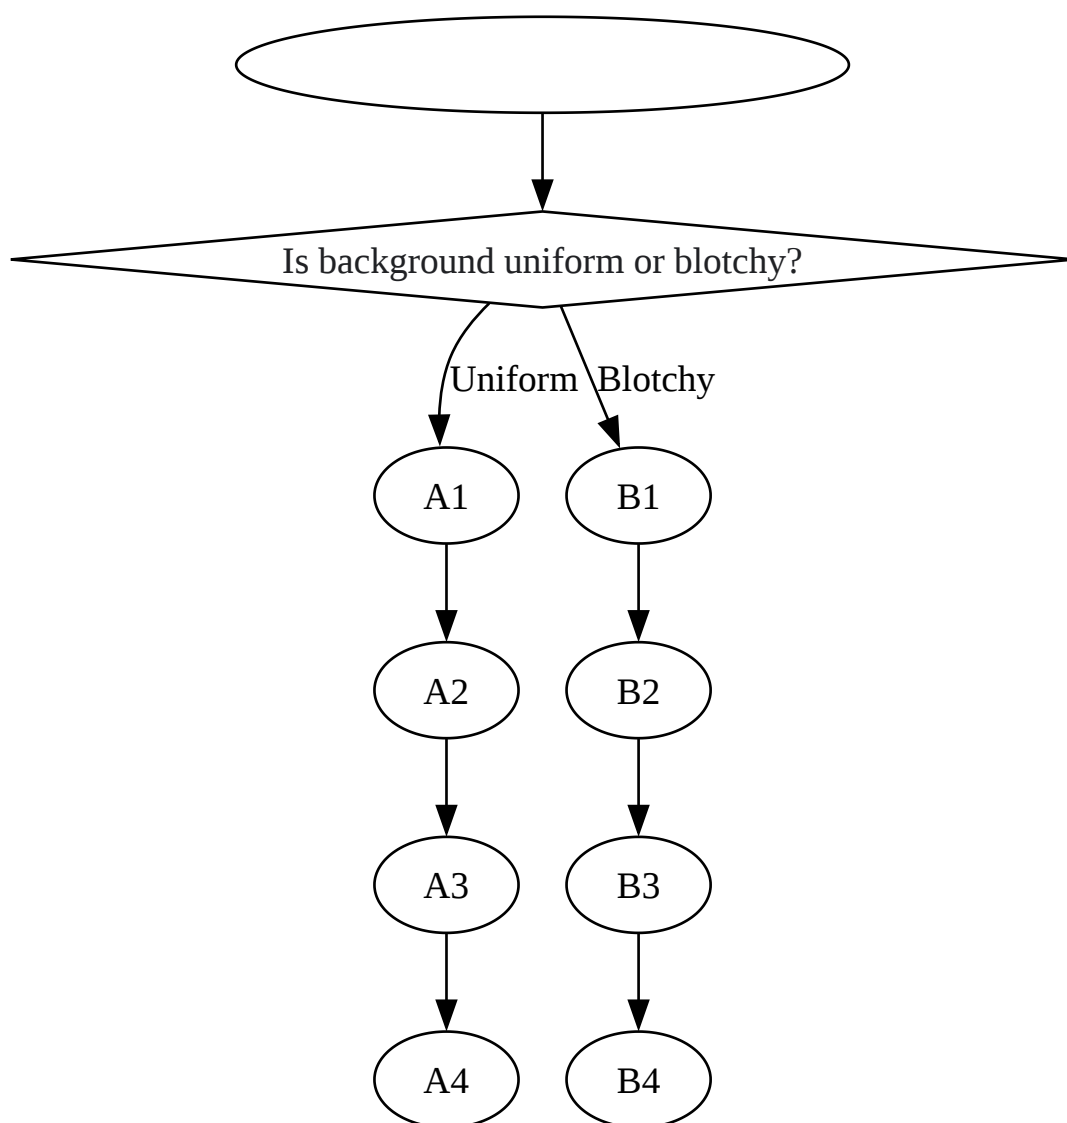 Is background uniform or blotchy?
Uniform Blotchy
A1 B1
A2 B2
A3 B3
A4 B4